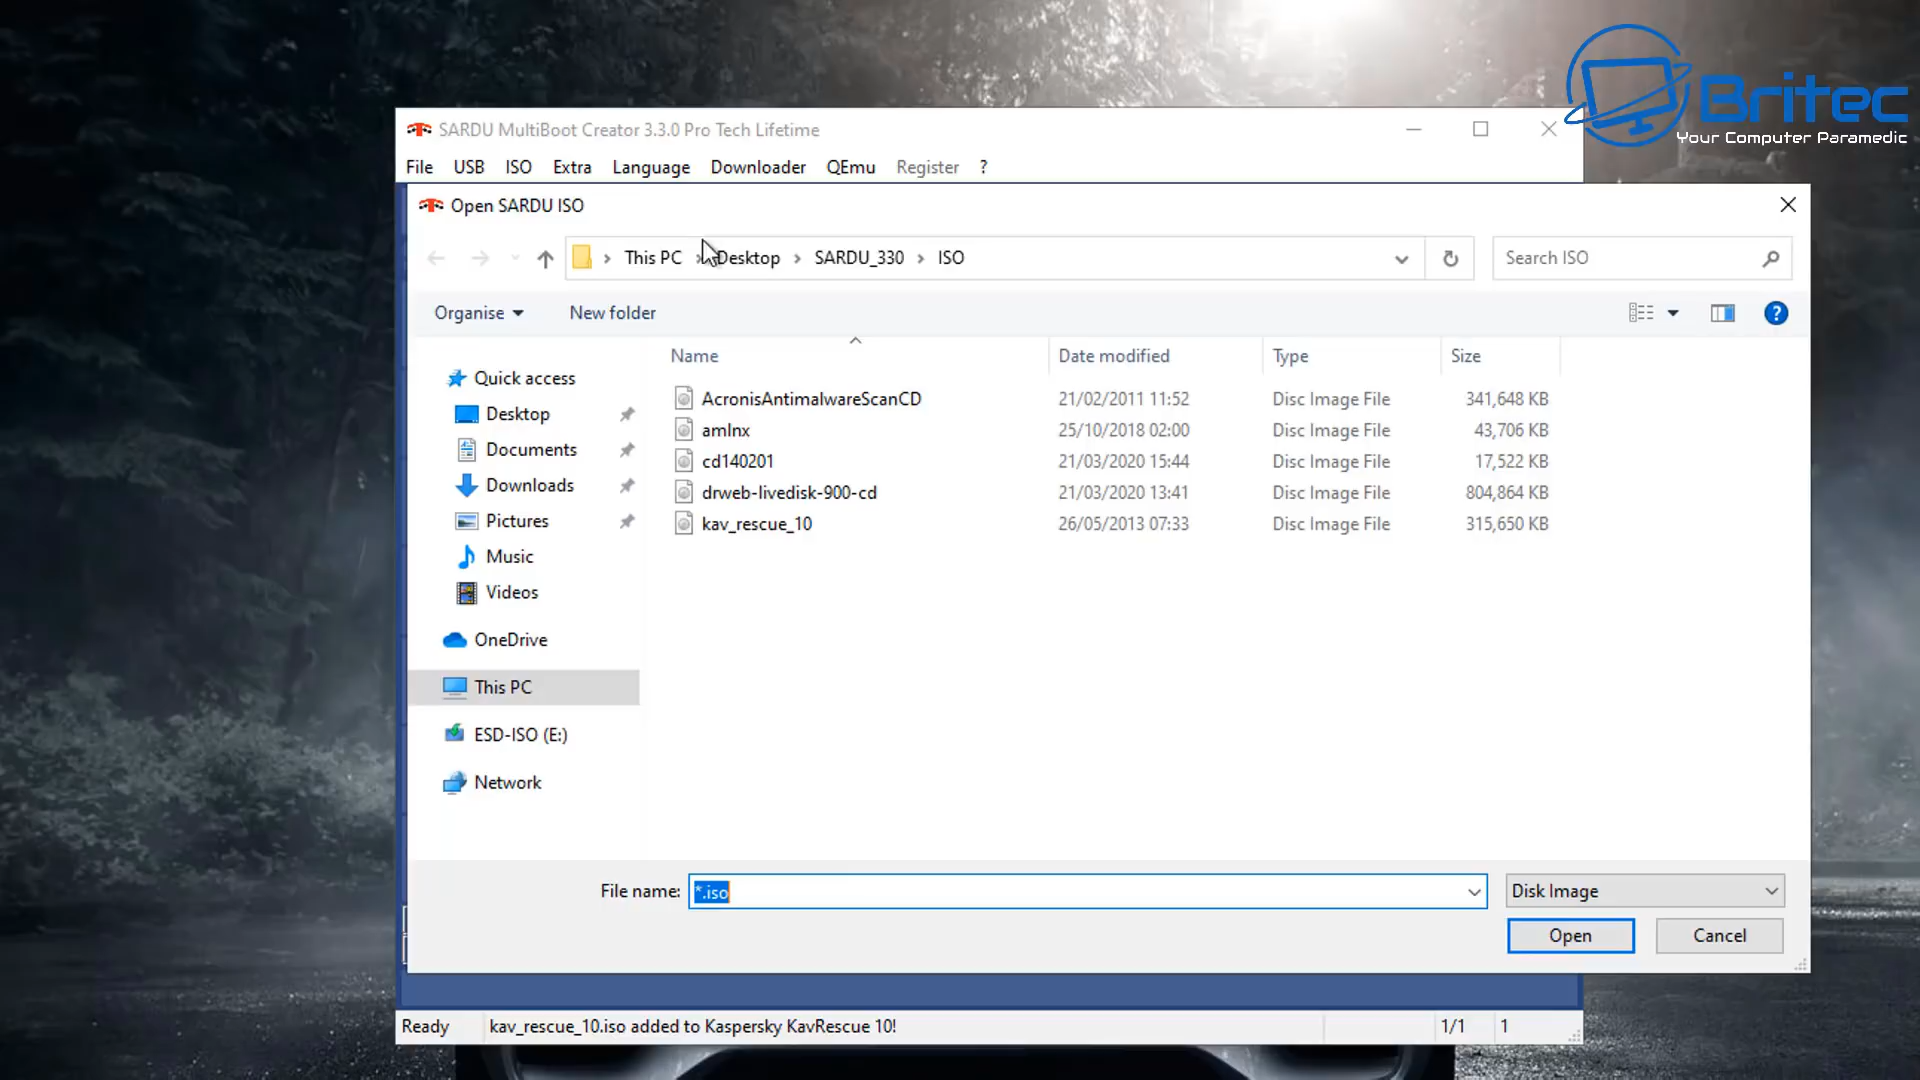 Britec
Your Computer Paramedic
SARDU MultiBoot Creator 3.3.0 Pro Tech Lifetime
File USB ISO Extra Language Downloader QEmu Register ?
Open SARDU ISO
This PC Desktop SARDU_330 ISO
Search ISO
Organise New folder
Name Date modified Type Size
AcronisAntimalwareScanCD 21/02/2011 11:52 Disc Image File 341,648 KB
amlnx 25/10/2018 02:00 Disc Image File 43,706 KB
cd140201 21/03/2020 15:44 Disc Image File 17,522 KB
drweb-livedisk-900-cd 21/03/2020 13:41 Disc Image File 804,864 KB
kav_rescue_10 26/05/2013 07:33 Disc Image File 315,650 KB
Quick access
Desktop
Documents
Downloads
Pictures
Music
Videos
OneDrive
This PC
ESD-ISO (E:)
Network
File name: *.iso Disk Image
Open Cancel
Ready kav_rescue_10.iso added to Kaspersky KavRescue 10! 1/1 1